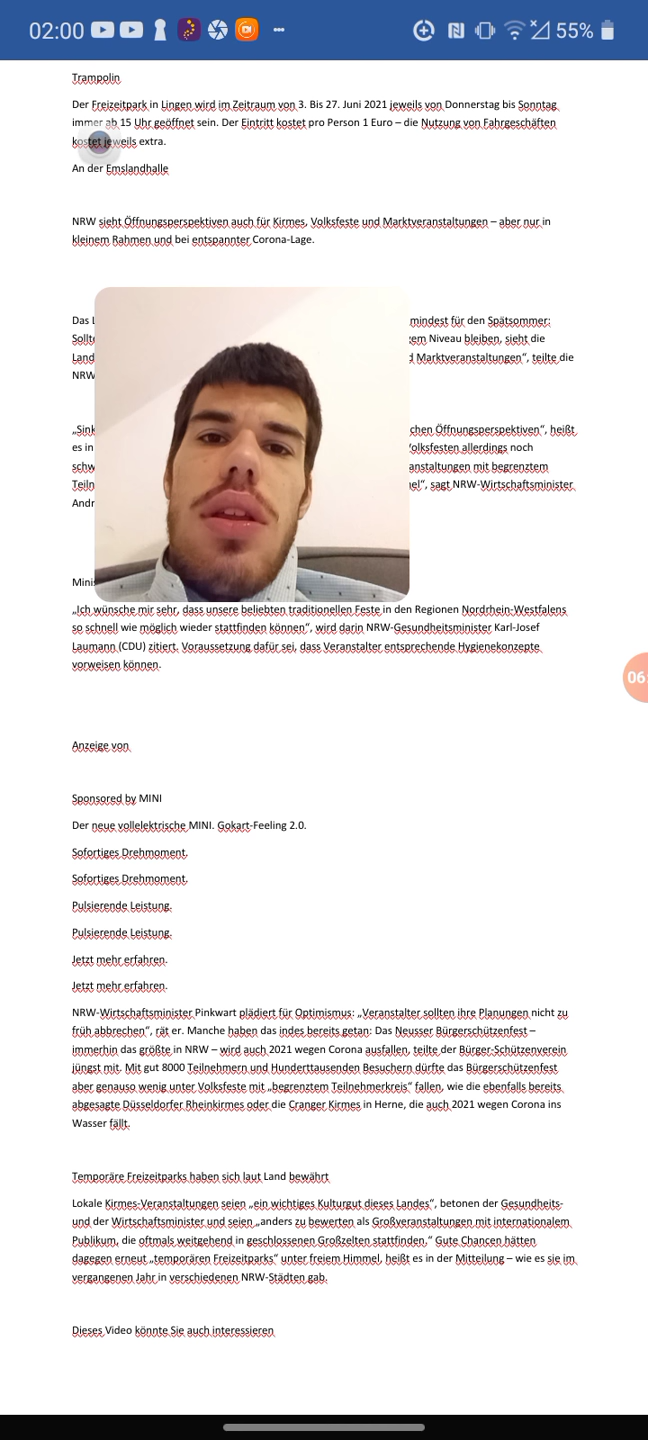 02:00
55%
Trampolin
Der Freizeitpark in Lingen wird im Zeitraum von 3. Bis 27. Juni 2021 jeweils von Donnerstag bis Sonntag
immer ab 15 Uhr geöffnet sein. Der Eintritt kostet pro Person 1 Euro – die Nutzung von Fahrgeschäften
kostet jeweils extra.
An der Emslandhalle
NRW sieht Öffnungsperspektiven auch für Kirmes, Volksfeste und Marktveranstaltungen – aber nur in
kleinem Rahmen und bei entspannter Corona-Lage.
Das für den Spätsommer:
Niveau bleiben, sieht die
Marktveranstaltungen“, teilte die
NRW
Öffnungsperspektiven“, heißt
es in allerdings noch
mit begrenztem
sagt NRW-Wirtschaftsminister
„Ich wünsche mir sehr, dass unsere beliebten traditionellen Feste in den Regionen Nordrhein-Westfalens
so schnell wie möglich wieder stattfinden können“, wird darin NRW-Gesundheitsminister Karl-Josef
Laumann (CDU) zitiert. Voraussetzung dafür sei, dass Veranstalter entsprechende Hygienekonzepte
vorweisen können.
06:
Anzeige von
Sponsored by MINI
Der neue vollelektrische MINI. Gokart-Feeling 2.0.
Sofortiges Drehmoment.
Sofortiges Drehmoment.
Pulsierende Leistung.
Pulsierende Leistung.
Jetzt mehr erfahren.
Jetzt mehr erfahren.
NRW-Wirtschaftsminister Pinkwart plädiert für Optimismus: „Veranstalter sollten ihre Planungen nicht zu
früh abbrechen“, rät er. Manche haben das indes bereits getan: Das Neusser Bürgerschützenfest –
immerhin das größte in NRW – wird auch 2021 wegen Corona ausfallen, teilte der Bürger-Schützenverein
jüngst mit. Mit gut 8000 Teilnehmern und Hunderttausenden Besuchern dürfte das Bürgerschützenfest
aber genauso wenig unter Volksfeste mit „begrenztem Teilnehmerkreis“ fallen, wie die ebenfalls bereits
abgesagte Düsseldorfer Rheinkirmes oder die Cranger Kirmes in Herne, die auch 2021 wegen Corona ins
Wasser fällt.
Temporäre Freizeitparks haben sich laut Land bewährt
Lokale Kirmes-Veranstaltungen seien „ein wichtiges Kulturgut dieses Landes“, betonen der Gesundheits-
und der Wirtschaftsminister und seien „anders zu bewerten als Großveranstaltungen mit internationalem
Publikum, die oftmals weitgehend in geschlossenen Großzelten stattfinden.“ Gute Chancen hätten
dagegen erneut „temporären Freizeitparks“ unter freiem Himmel, heißt es in der Mitteilung – wie es sie im
vergangenen Jahr in verschiedenen NRW-Städten gab.
Dieses Video könnte Sie auch interessieren